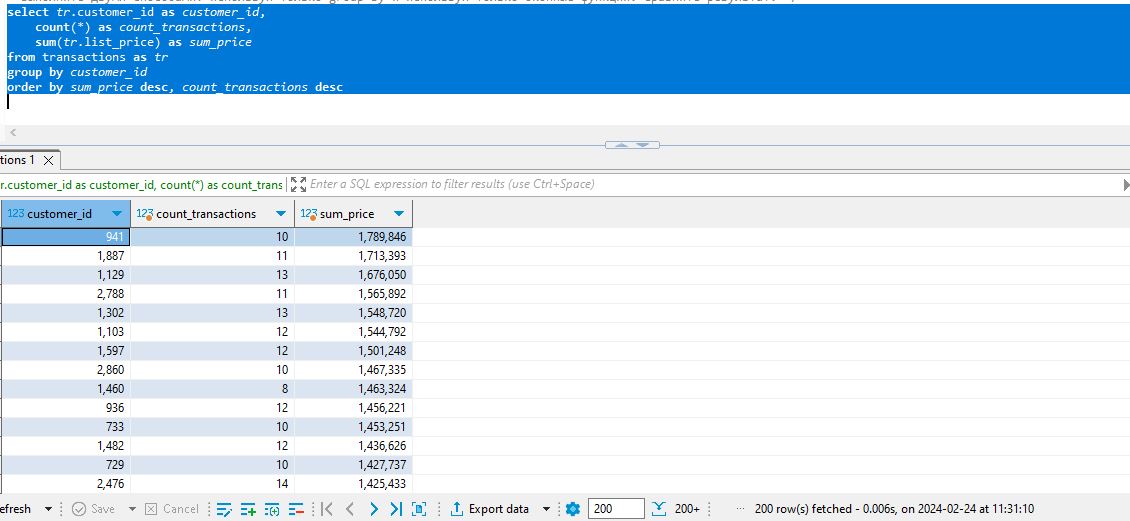 select tr.customer_id as customer_id,
count(*) as count_transactions,
sum(tr.list_price) as sum_price
from transactions as tr
group by customer_id
order by sum_price desc, count_transactions desc
tions 1
r.customer_id as customer_id, count(*) as count_trans Enter a SQL expression to filter results (use Ctrl+Space)
123 customer_id 123 count_transactions 123 sum_price
941 10 1,789,846
1,887 11 1,713,393
1,129 13 1,676,050
2,788 11 1,565,892
1,302 13 1,548,720
1,103 12 1,544,792
1,597 12 1,501,248
2,860 10 1,467,335
1,460 8 1,463,324
936 12 1,456,221
733 10 1,453,251
1,482 12 1,436,626
729 10 1,427,737
2,476 14 1,425,433
efresh Save Cancel Export data 200 200+ 200 row(s) fetched - 0.006s, on 2024-02-24 at 11:31:10